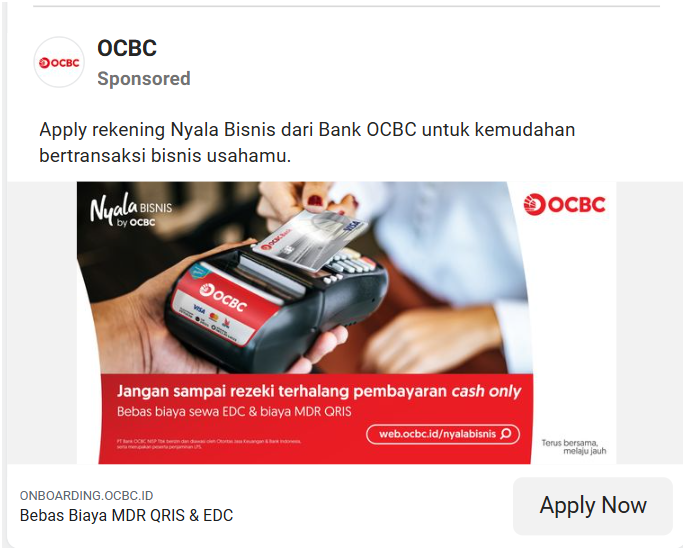 OCBC
OCBC
Sponsored
Apply rekening Nyala Bisnis dari Bank OCBC untuk kemudahan
bertransaksi bisnis usahamu.
Nyala BISNIS
by OCBC
OCBC
OCBC Bank
VISA
OCBC
VISA
Jangan sampai rezeki terhalang pembayaran cash only
Bebas biaya sewa EDC & biaya MDR QRIS
PT Bank OCBC NISP Tbk berizin dan diawasi oleh Otoritas Jasa Keuangan & Bank Indonesia,
serta merupakan peserta penjaminan LPS.
web.ocbc.id/nyalabisnis
Terus bersama,
melaju jauh
ONBOARDING.OCBC.ID
Bebas Biaya MDR QRIS & EDC
Apply Now